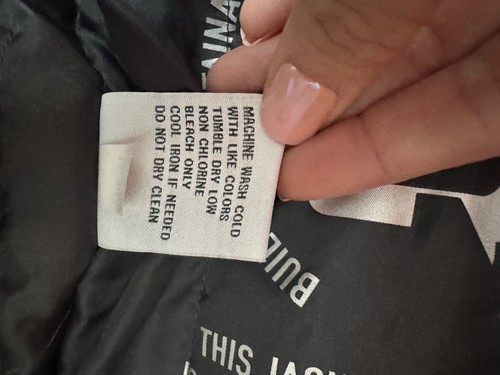 MACHINE WASH COLD
WITH LIKE COLORS
TUMBLE DRY LOW
NON CHLORINE
BLEACH ONLY
COOL IRON IF NEEDED
DO NOT DRY CLEAN
THIS